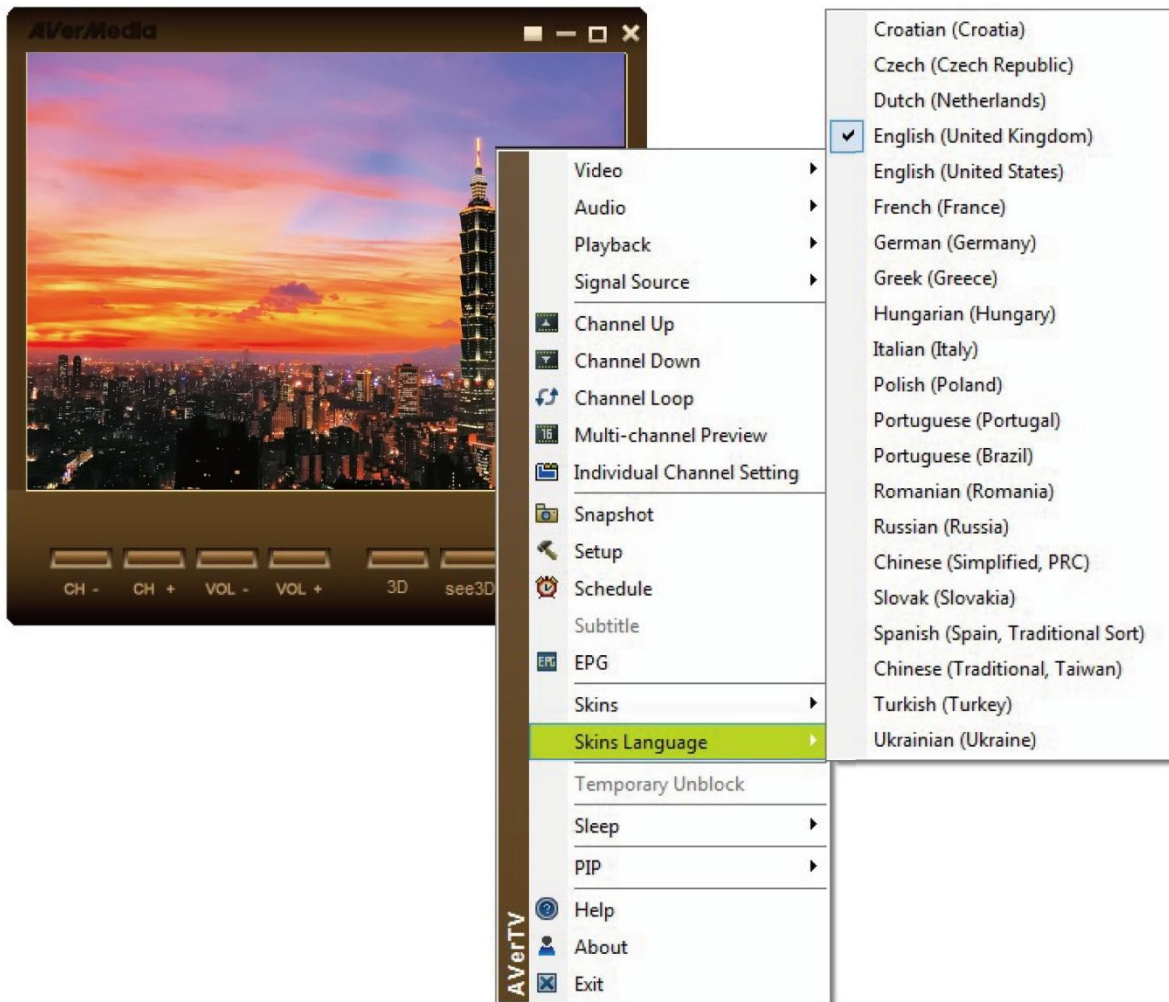 AVerMedia
CH -
CH +
VOL -
VOL +
3D
see3D
Video
Audio
Playback
Signal Source
Channel Up
Channel Down
Channel Loop
16
Multi-channel Preview
Individual Channel Setting
Snapshot
Setup
Schedule
Subtitle
EPG
EPG
Skins
Skins Language
Temporary Unblock
Sleep
PIP
Help
About
Exit
AVerTV
Croatian (Croatia)
Czech (Czech Republic)
Dutch (Netherlands)
English (United Kingdom)
English (United States)
French (France)
German (Germany)
Greek (Greece)
Hungarian (Hungary)
Italian (Italy)
Polish (Poland)
Portuguese (Portugal)
Portuguese (Brazil)
Romanian (Romania)
Russian (Russia)
Chinese (Simplified, PRC)
Slovak (Slovakia)
Spanish (Spain, Traditional Sort)
Chinese (Traditional, Taiwan)
Turkish (Turkey)
Ukrainian (Ukraine)